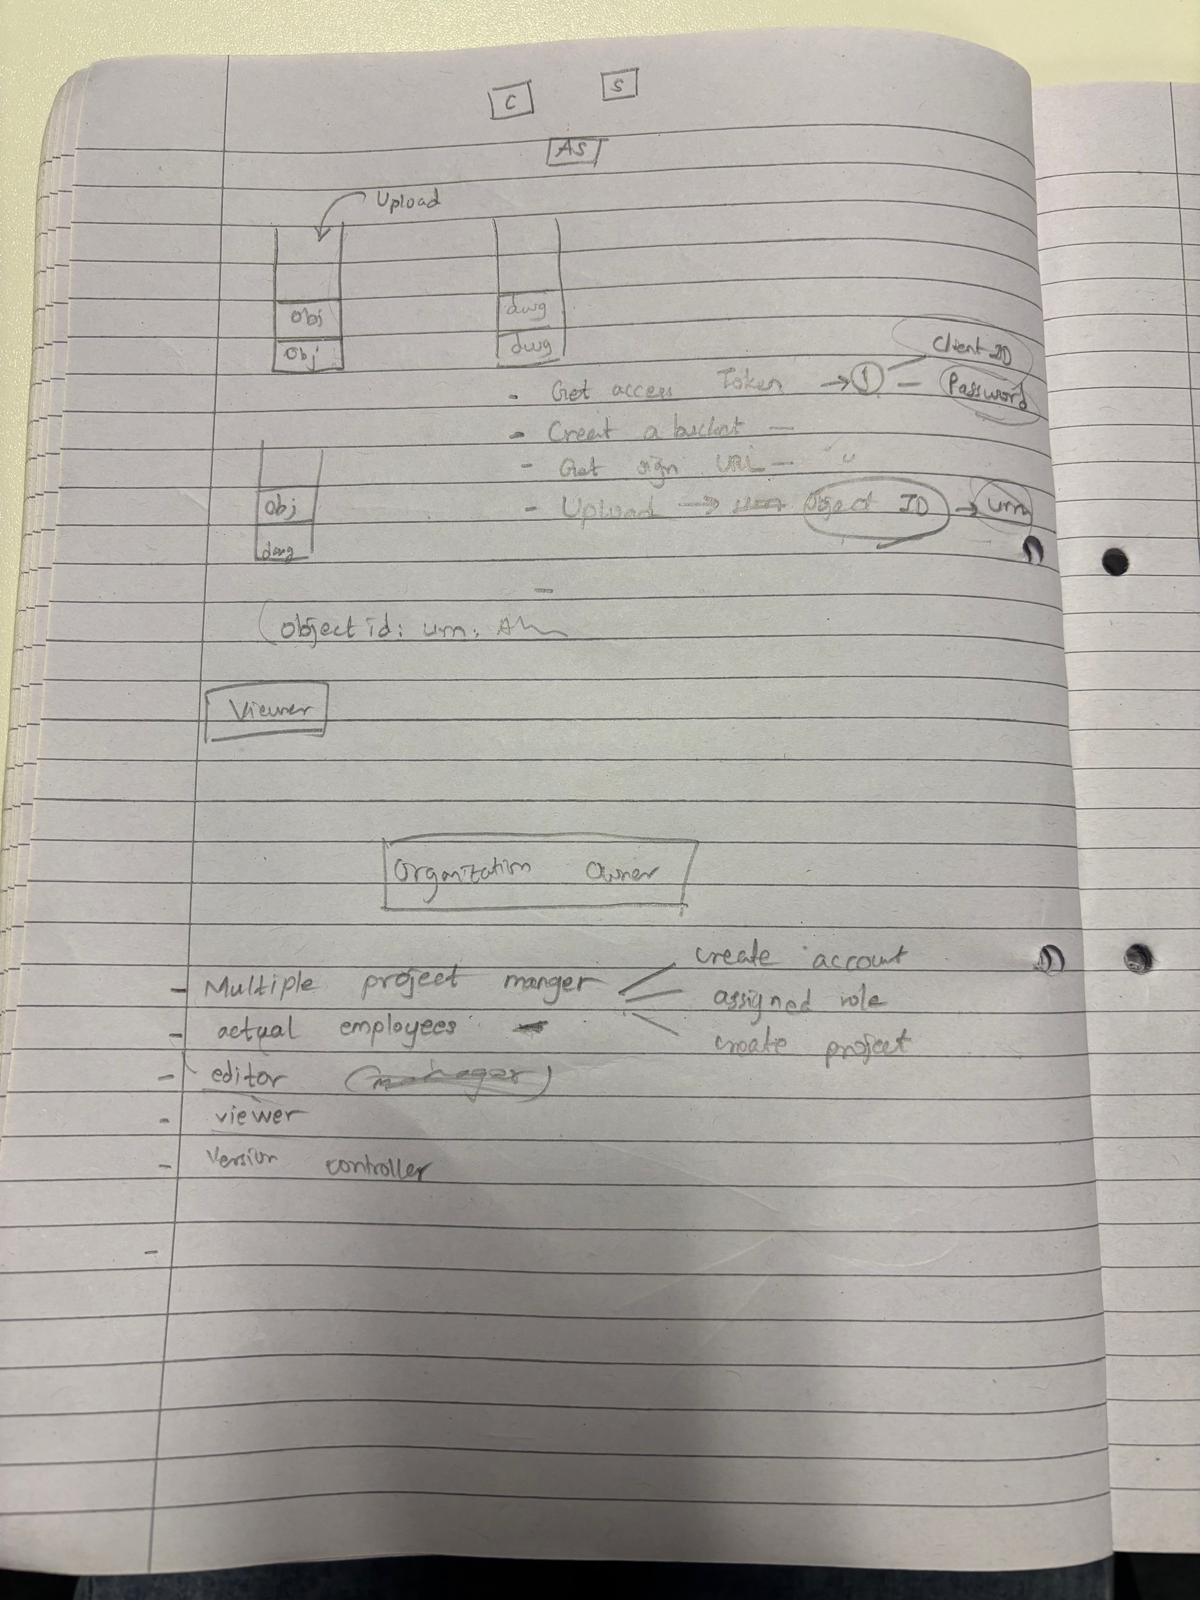 C
S
AS
Upload
obj
Obj
dwg
dwg
Client ID
- Get access Token → 1 - Password
- Creat a bucket -
- Get sign URL - "
- Upload → Object ID → urn
obj
dwg
(object id: urn:
Viewer
Organization Owner
create account
- Multiple project manger
assigned role
- actual employees
create project
- editor (manager)
- viewer
- Version controller
-